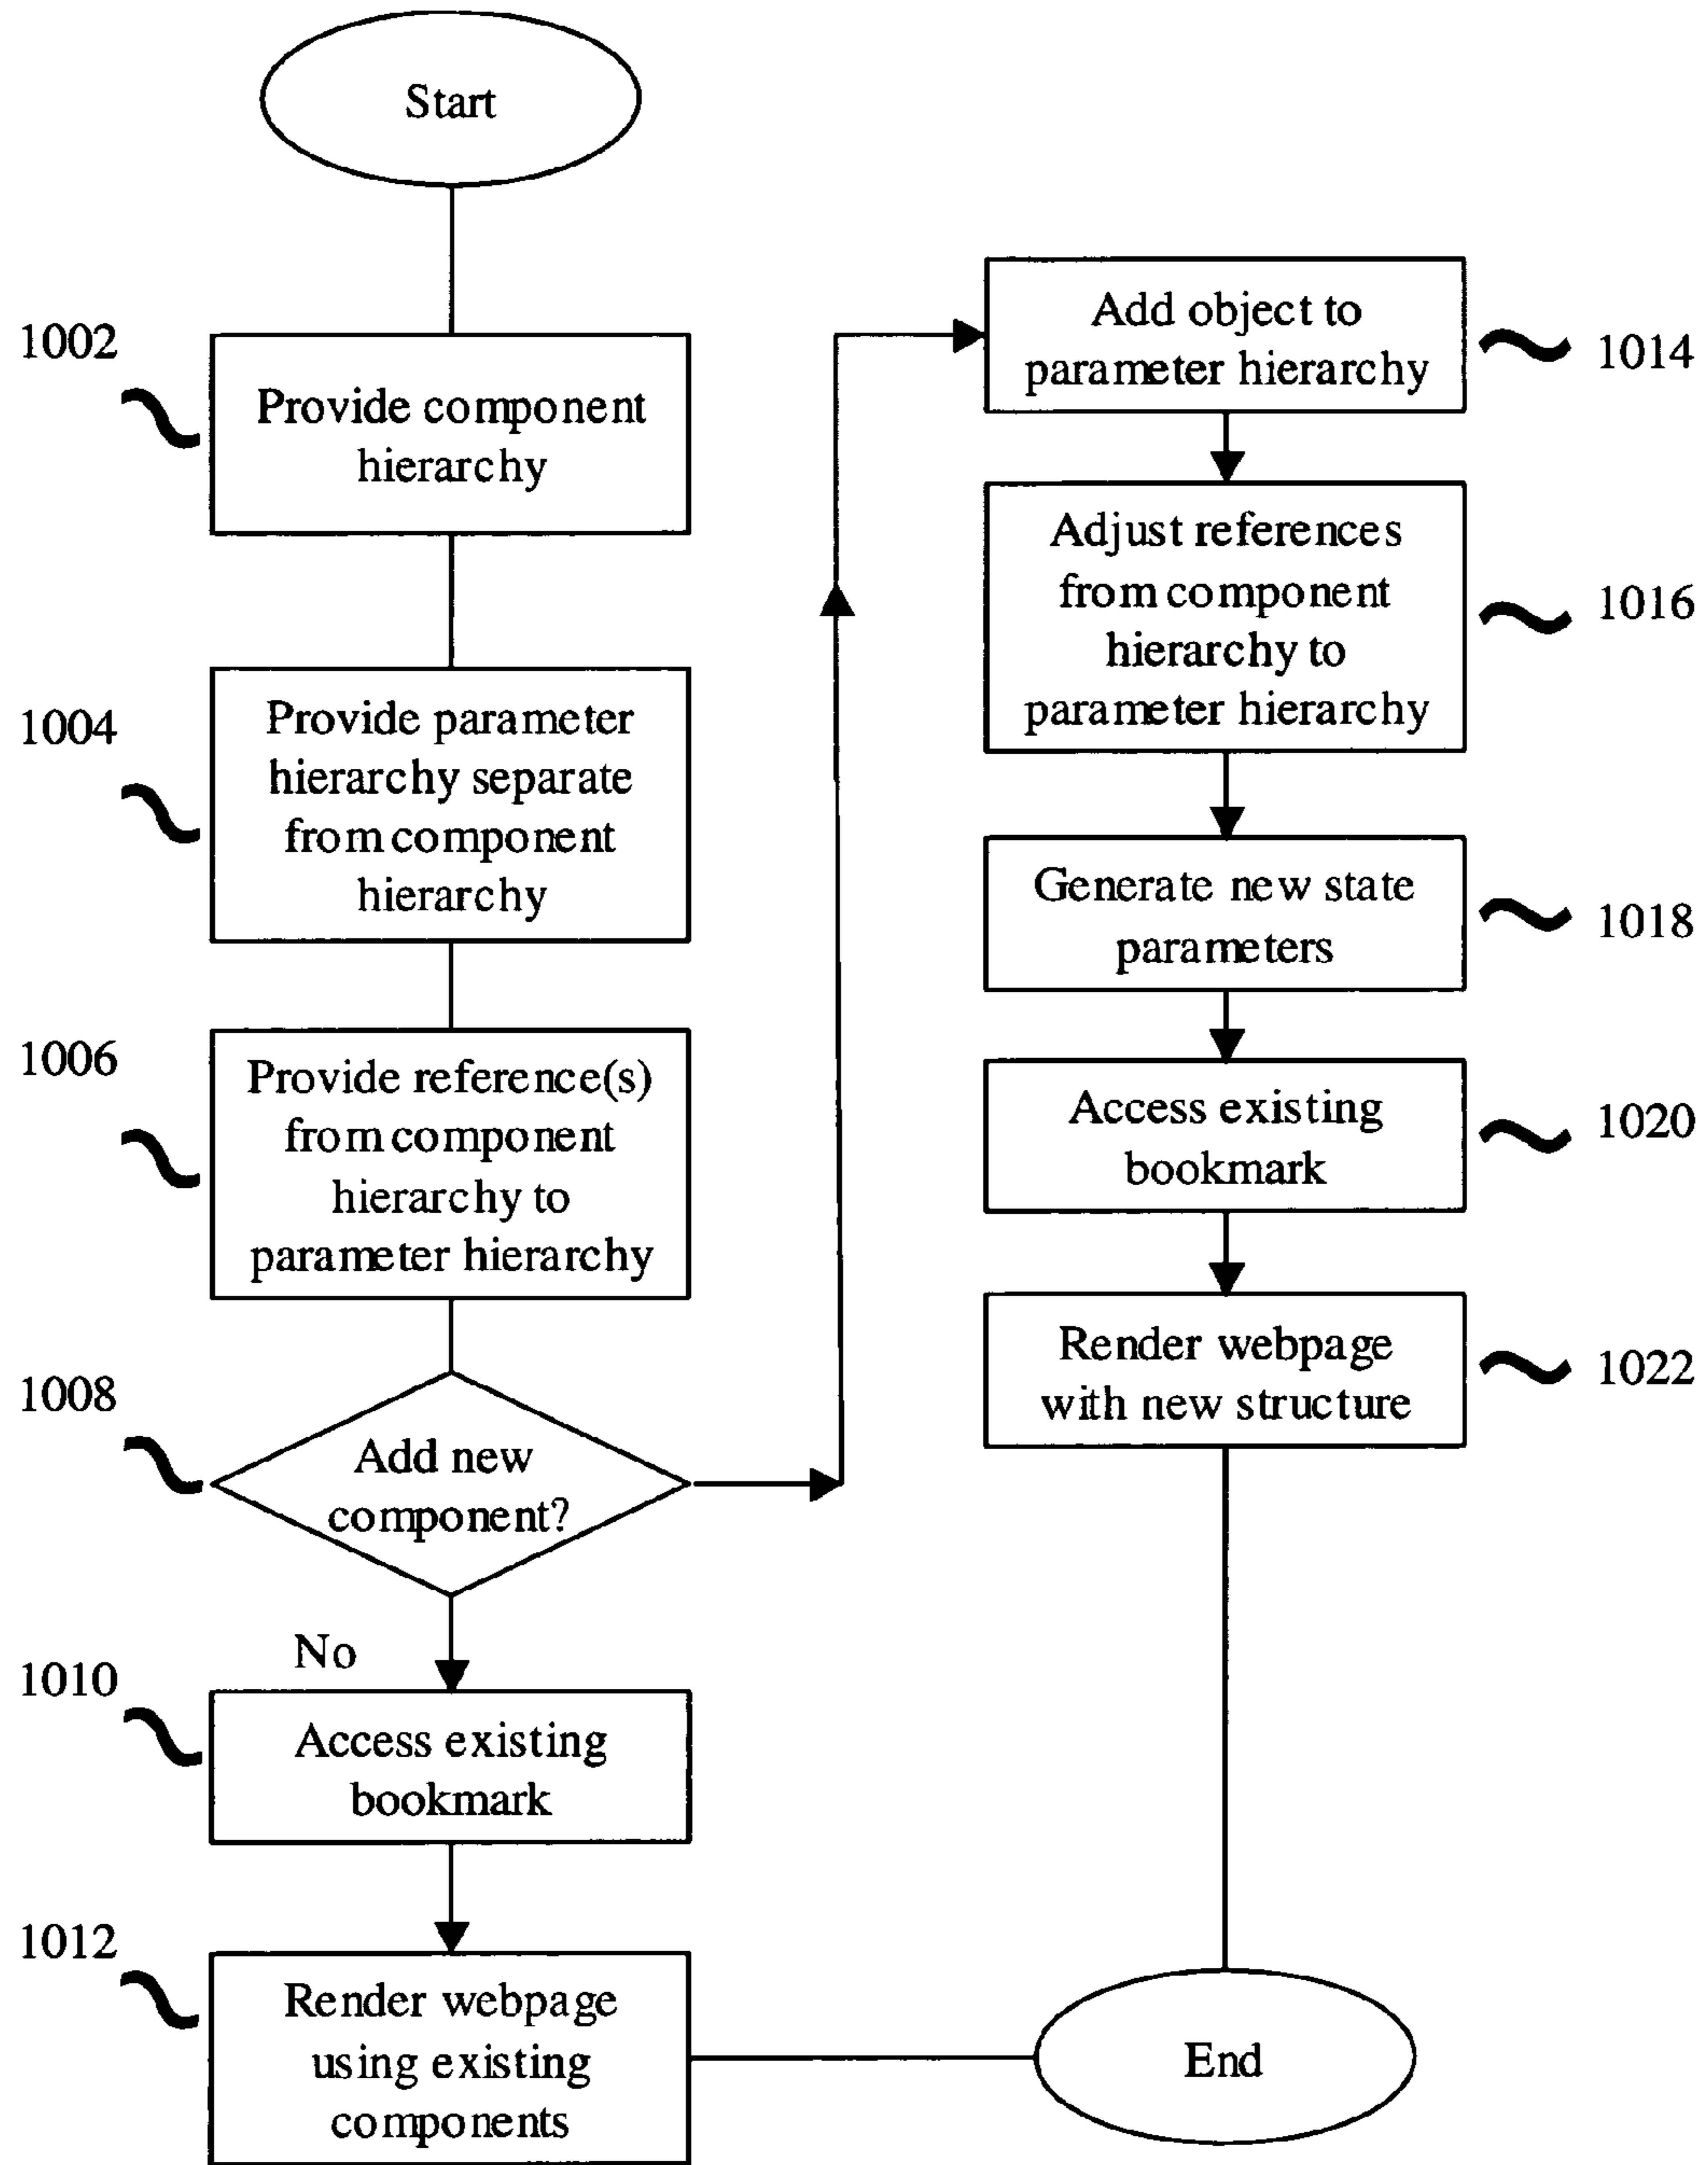 Start
1002
Provide component
hierarchy
1004
Provide parameter
hierarchy separate
from component
hierarchy
1006
Provide reference(s)
from component
hierarchy to
parameter hierarchy
1008
Add new
component?
No
1010
Access existing
bookmark
1012
Render webpage
using existing
components
Add object to
parameter hierarchy
1014
Adjust references
from component
hierarchy to
parameter hierarchy
1016
Generate new state
parameters
1018
Access existing
bookmark
1020
Render webpage
with new structure
1022
End